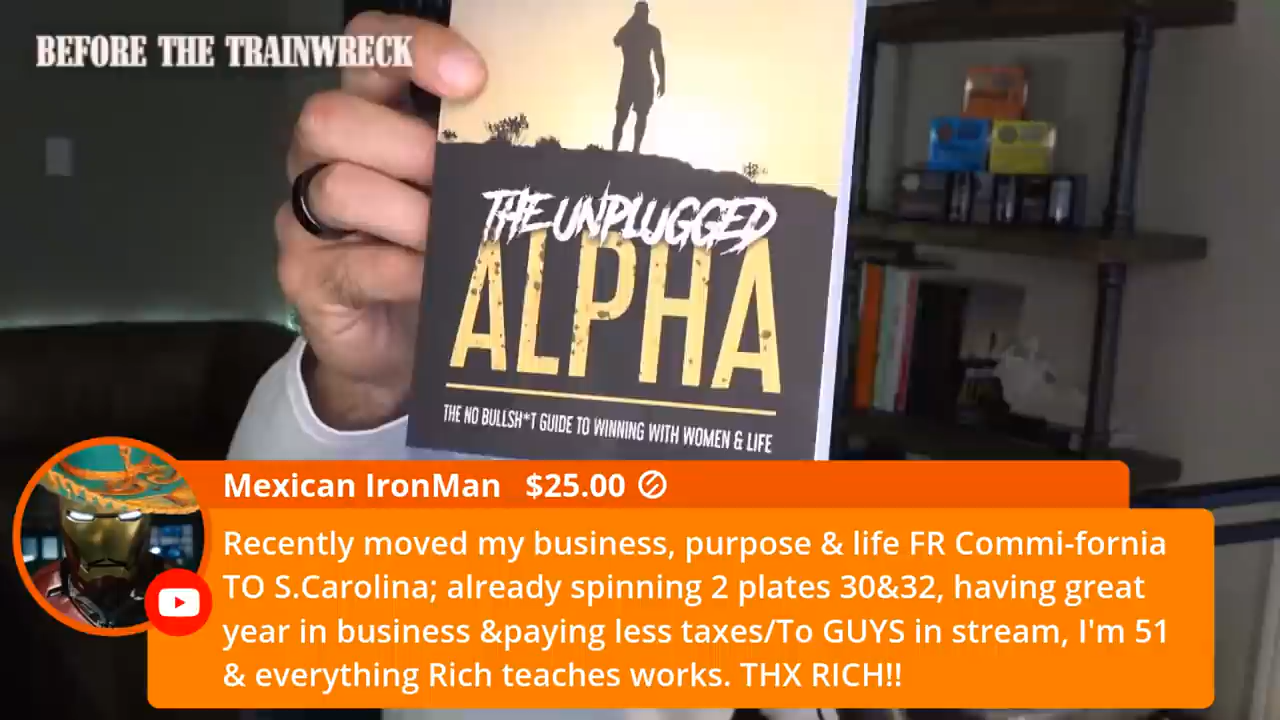 BEFORE THE TRAINWRECK
THE UNPLUGGED
ALPHA
THE NO BULLSH*T GUIDE TO WINNING WITH WOMEN & LIFE
Mexican IronMan $25.00
Recently moved my business, purpose & life FR Commi-fornia
TO S.Carolina; already spinning 2 plates 30&32, having great
year in business &paying less taxes/To GUYS in stream, I'm 51
& everything Rich teaches works. THX RICH!!